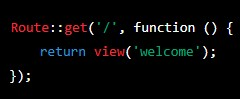 Route::get('/', function () {
    return view('welcome');
});